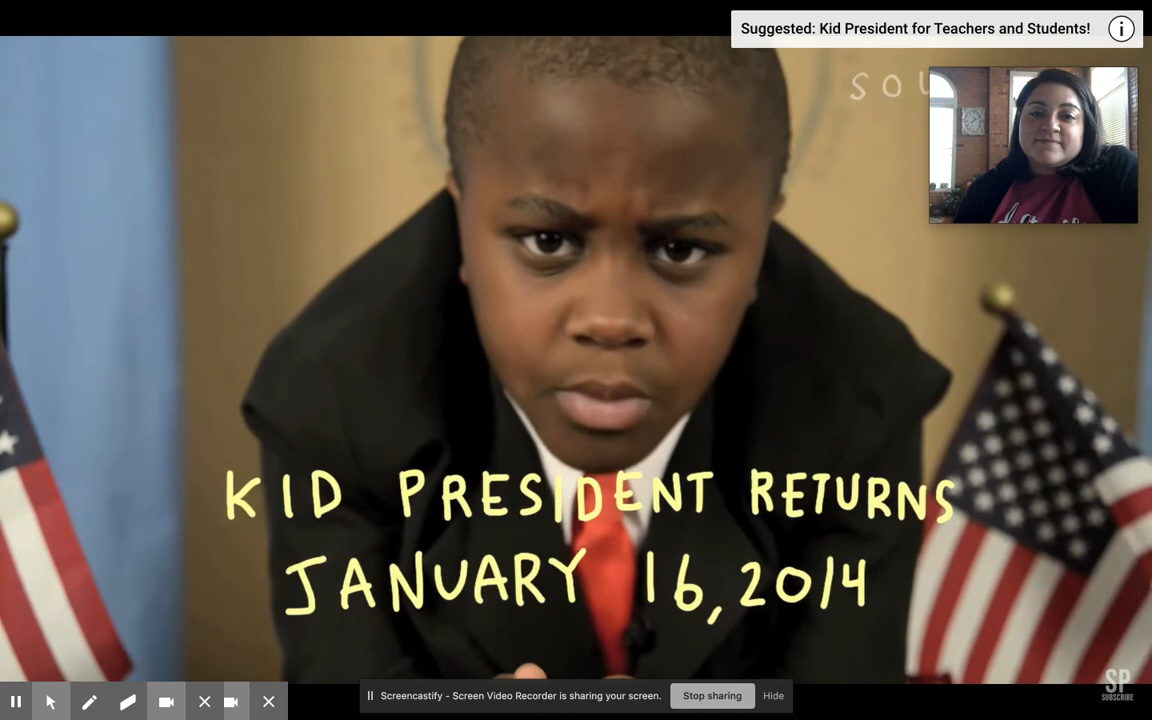 Suggested: Kid President for Teachers and Students!
SOU
KID PRESIDENT RETURNS
JANUARY 16, 2014
Screencastify - Screen Video Recorder is sharing your screen.
Stop sharing
Hide
SP
SUBSCRIBE